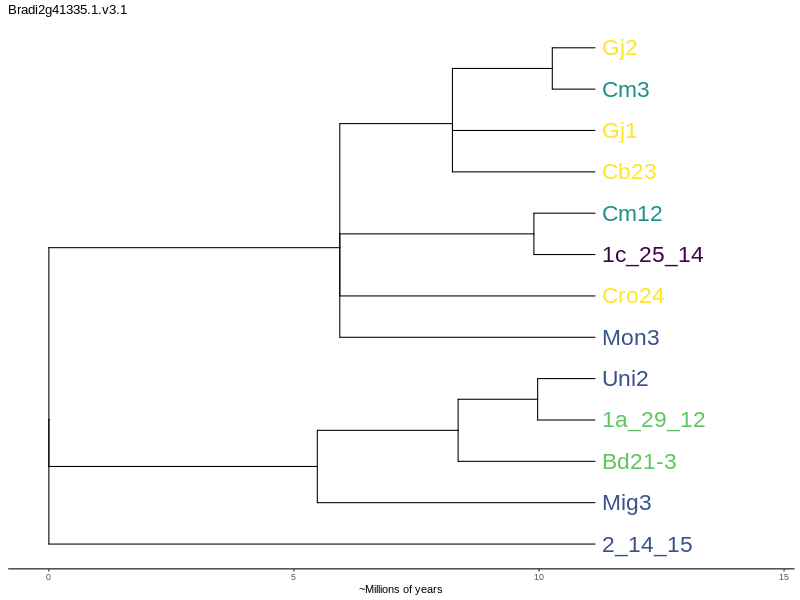 Bradi2g41335.1.v3.1
Gj2
Cm3
Gj1
Cb23
Cm12
1c_25_14
Cro24
Mon3
Uni2
1a_29_12
Bd21-3
Mig3
2_14_15
0 5 10 15
~Millions of years